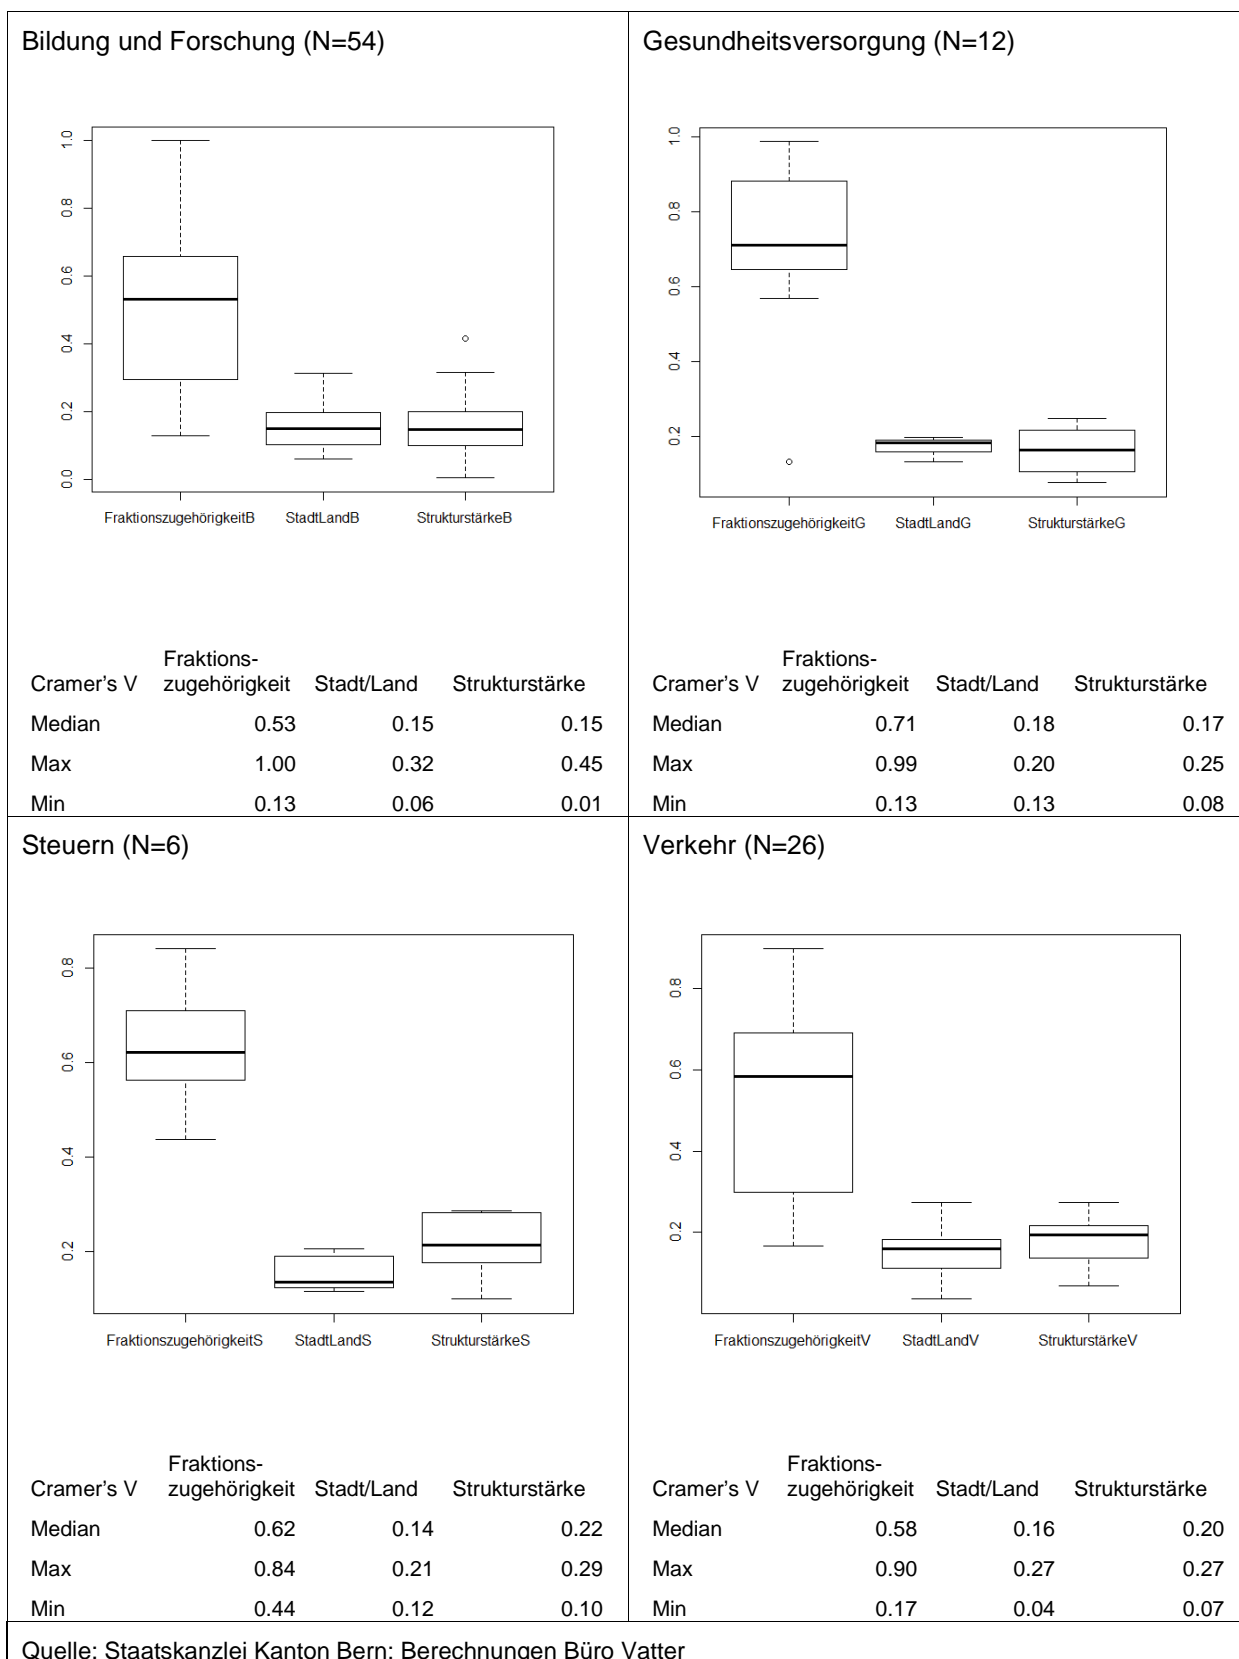 Bildung und Forschung (N=54)
1.0
0.8
0.6
0.4
0.2
0.0
FraktionszugehörigkeitB StadtLandB StrukturstärkeB
Fraktions-
Cramer's V zugehörigkeit Stadt/Land Strukturstärke
Median 0.53 0.15 0.15
Max 1.00 0.32 0.45
Min 0.13 0.06 0.01
Gesundheitsversorgung (N=12)
1.0
0.8
0.6
0.4
0.2
FraktionszugehörigkeitG StadtLandG StrukturstärkeG
Fraktions-
Cramer's V zugehörigkeit Stadt/Land Strukturstärke
Median 0.71 0.18 0.17
Max 0.99 0.20 0.25
Min 0.13 0.13 0.08
Steuern (N=6)
0.8
0.6
0.4
0.2
FraktionszugehörigkeitS StadtLandS StrukturstärkeS
Fraktions-
Cramer's V zugehörigkeit Stadt/Land Strukturstärke
Median 0.62 0.14 0.22
Max 0.84 0.21 0.29
Min 0.44 0.12 0.10
Verkehr (N=26)
0.8
0.6
0.4
0.2
FraktionszugehörigkeitV StadtLandV StrukturstärkeV
Fraktions-
Cramer's V zugehörigkeit Stadt/Land Strukturstärke
Median 0.58 0.16 0.20
Max 0.90 0.27 0.27
Min 0.17 0.04 0.07
Quelle: Staatskanzlei Kanton Bern; Berechnungen Büro Vatter